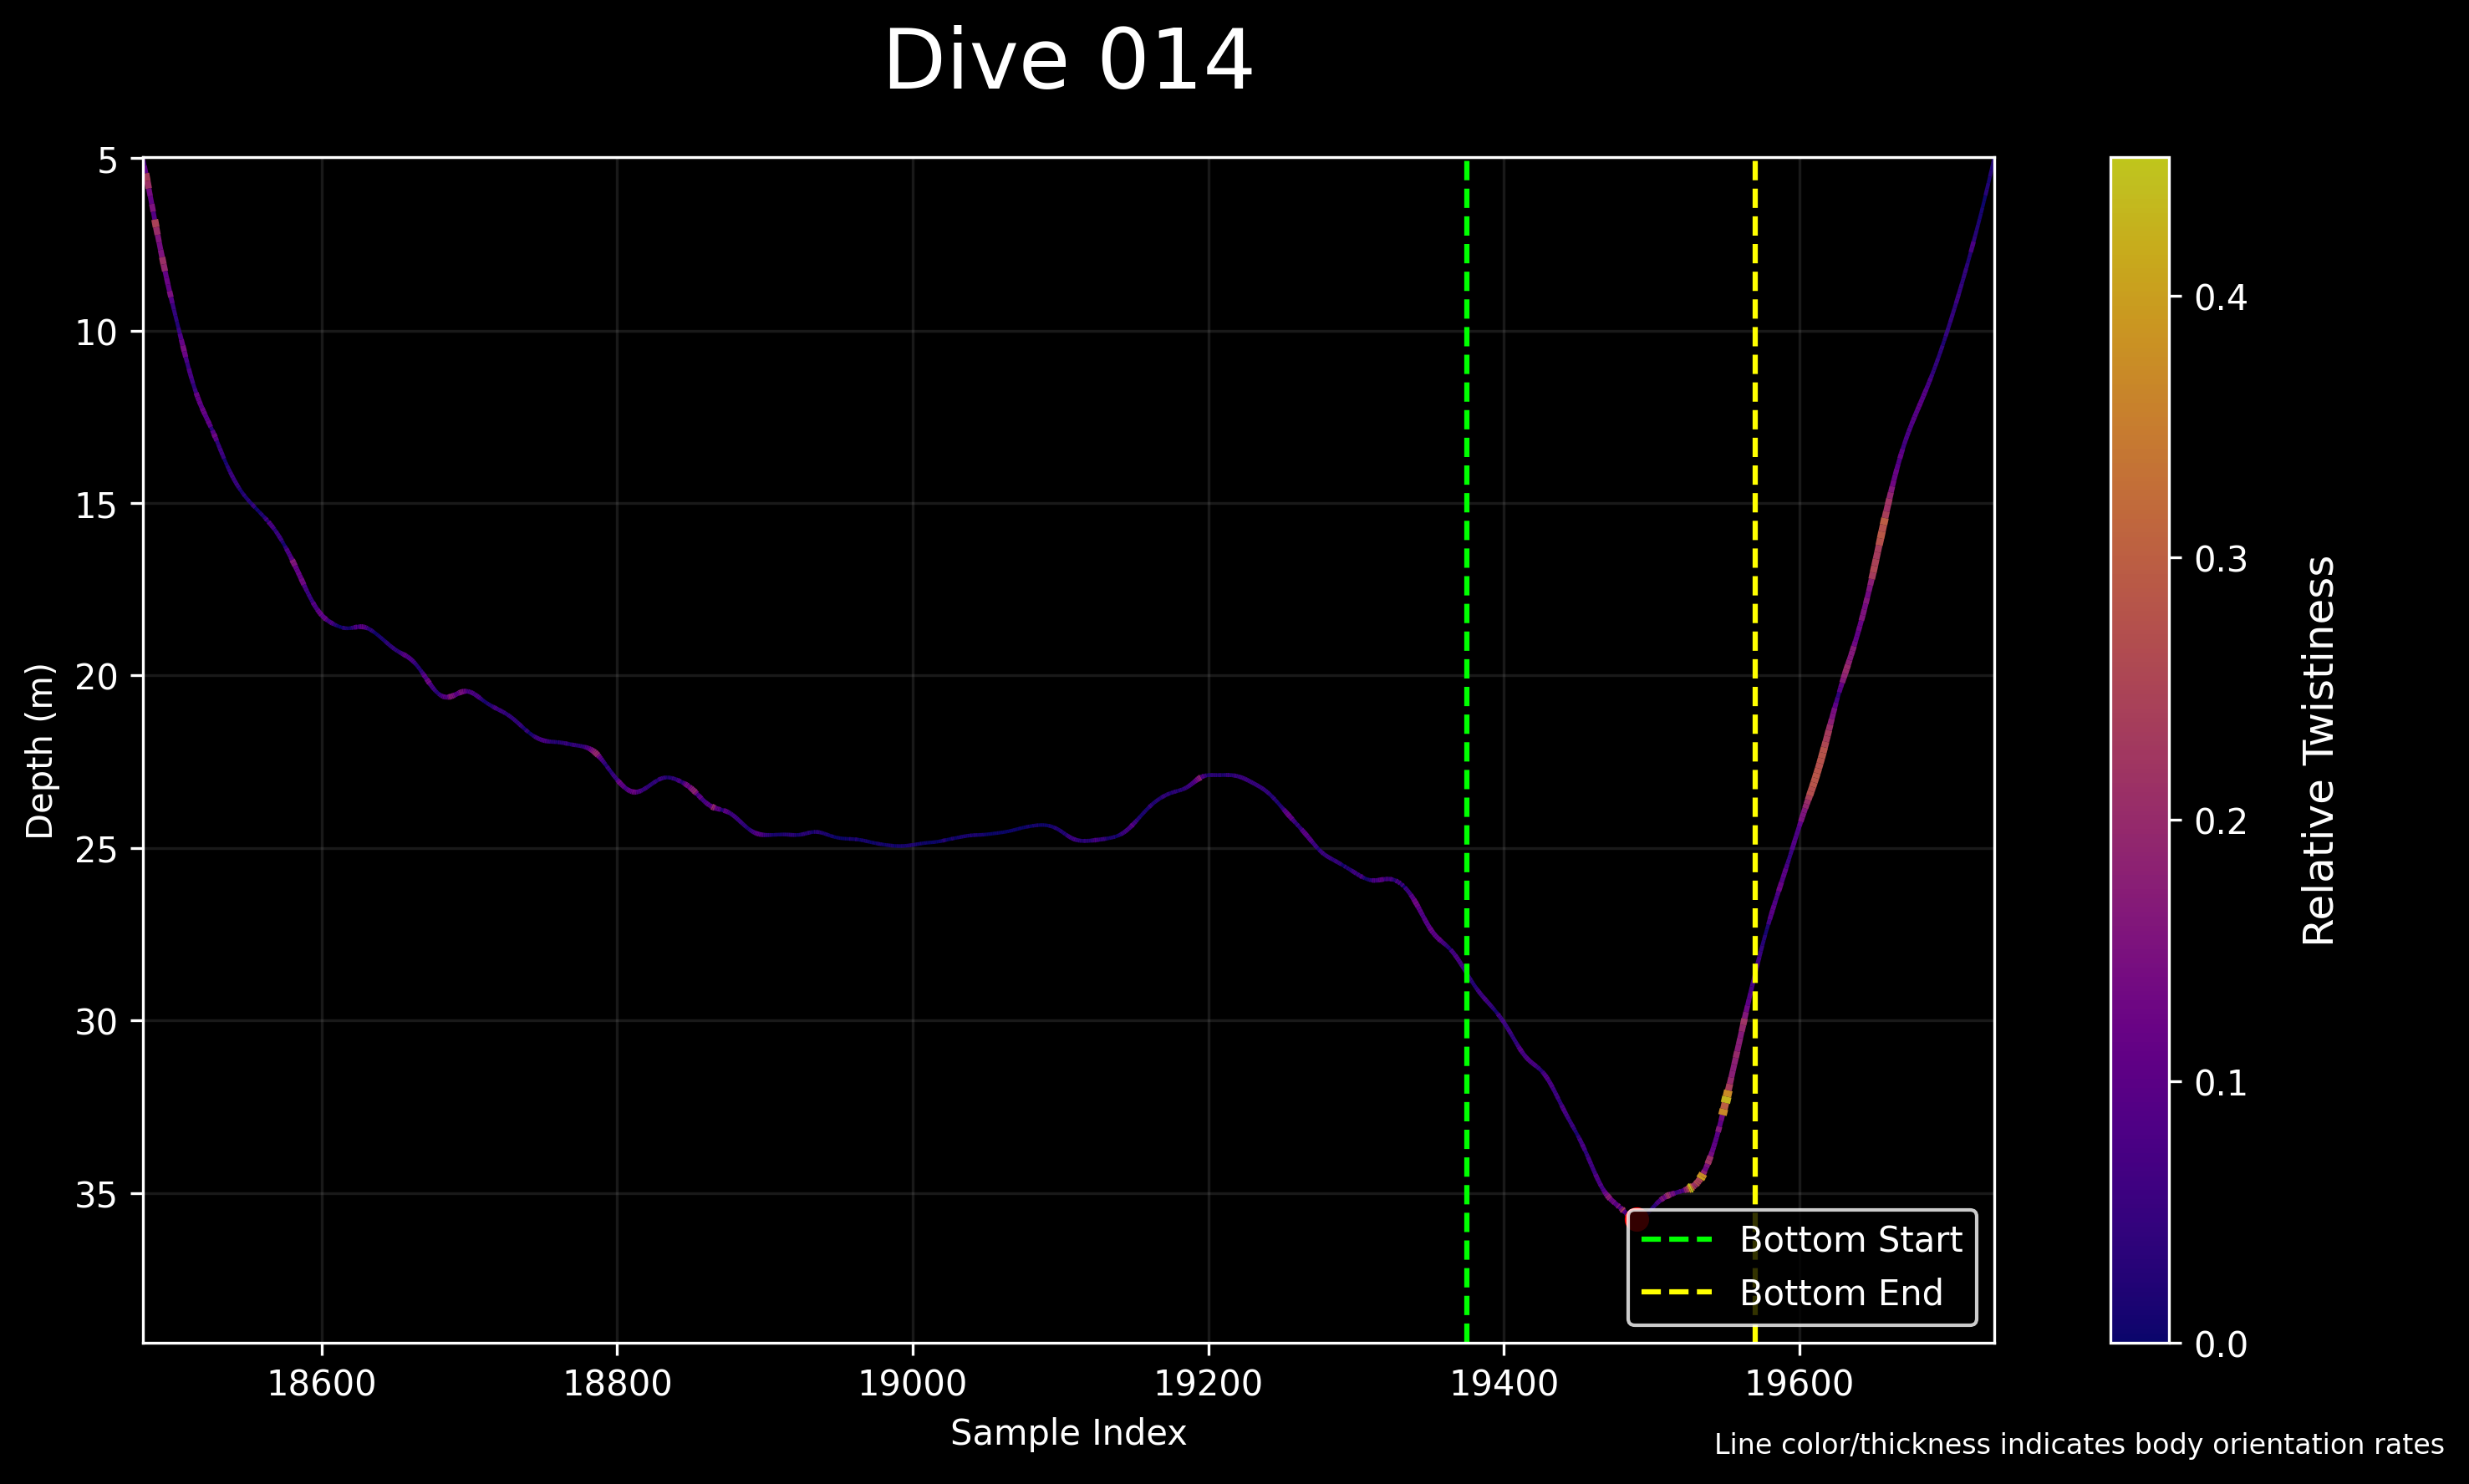 Dive 014
5
10
15
20
25
30
35
Depth (m)
18600 18800 19000 19200 19400 19600
Sample Index
Bottom Start
Bottom End
0.4
0.3
0.2
0.1
0.0
Relative Twistiness
Line color/thickness indicates body orientation rates